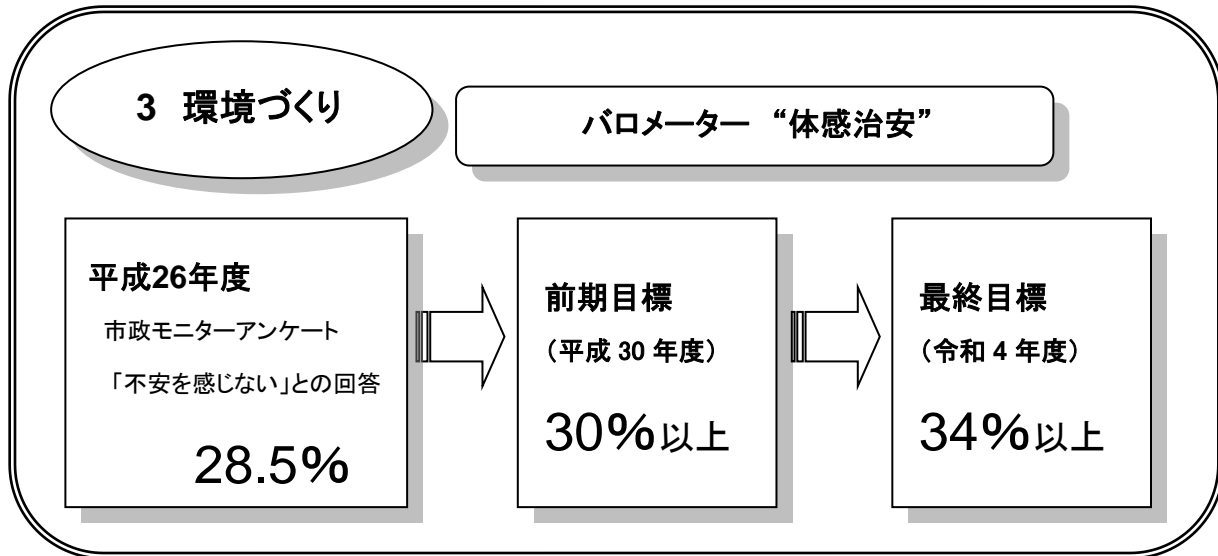 3 環境づくり
バロメーター “体感治安”
平成26年度
市政モニターアンケート
「不安を感じない」との回答
28.5%
前期目標
（平成 30 年度）
30%以上
最終目標
（令和 4 年度）
34%以上